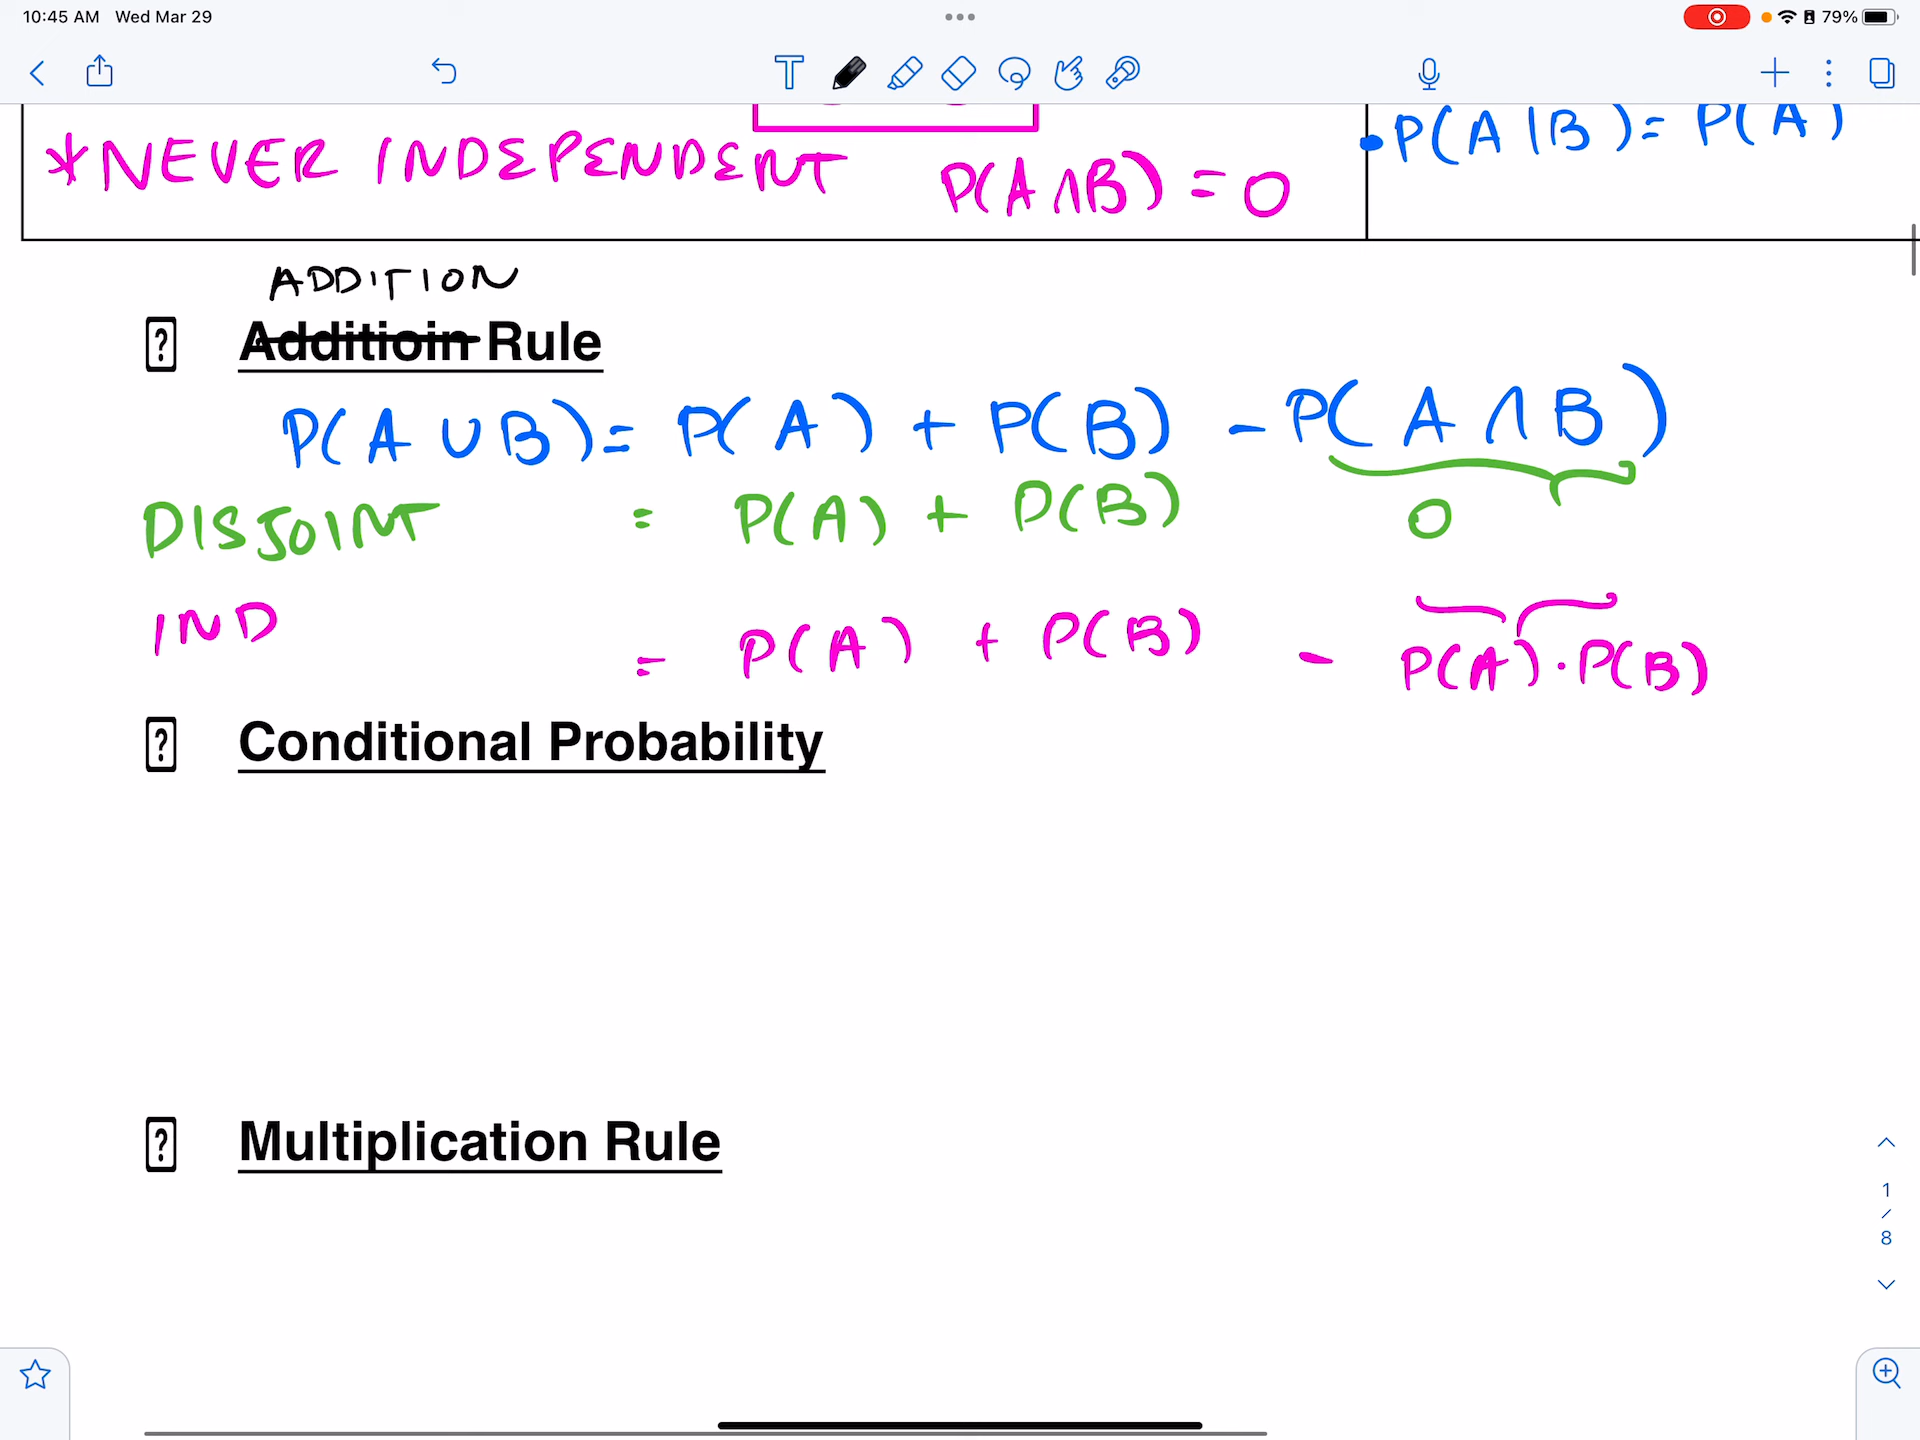 10:45 AM Wed Mar 29
79%
*NEVER INDEPENDENT P(A∩B) = 0
•P(A|B) = P(A)
ADDITION
Additioin Rule
P(A ∪ B) = P(A) + P(B) - P(A ∩ B)
DISJOINT = P(A) + P(B) 0
IND = P(A) + P(B) - P(A) · P(B)
Conditional Probability
Multiplication Rule
1
/
8